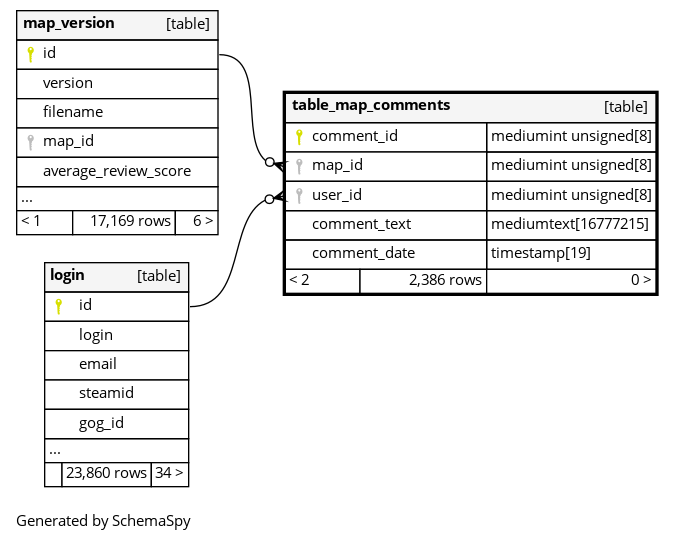 map_version [table]
id
version
filename
map_id
average_review_score
...
< 1 17,169 rows 6 >
table_map_comments [table]
comment_id mediumint unsigned[8]
map_id mediumint unsigned[8]
user_id mediumint unsigned[8]
comment_text mediumtext[16777215]
comment_date timestamp[19]
< 2 2,386 rows 0 >
login [table]
id
login
email
steamid
gog_id
...
23,860 rows 34 >
Generated by SchemaSpy